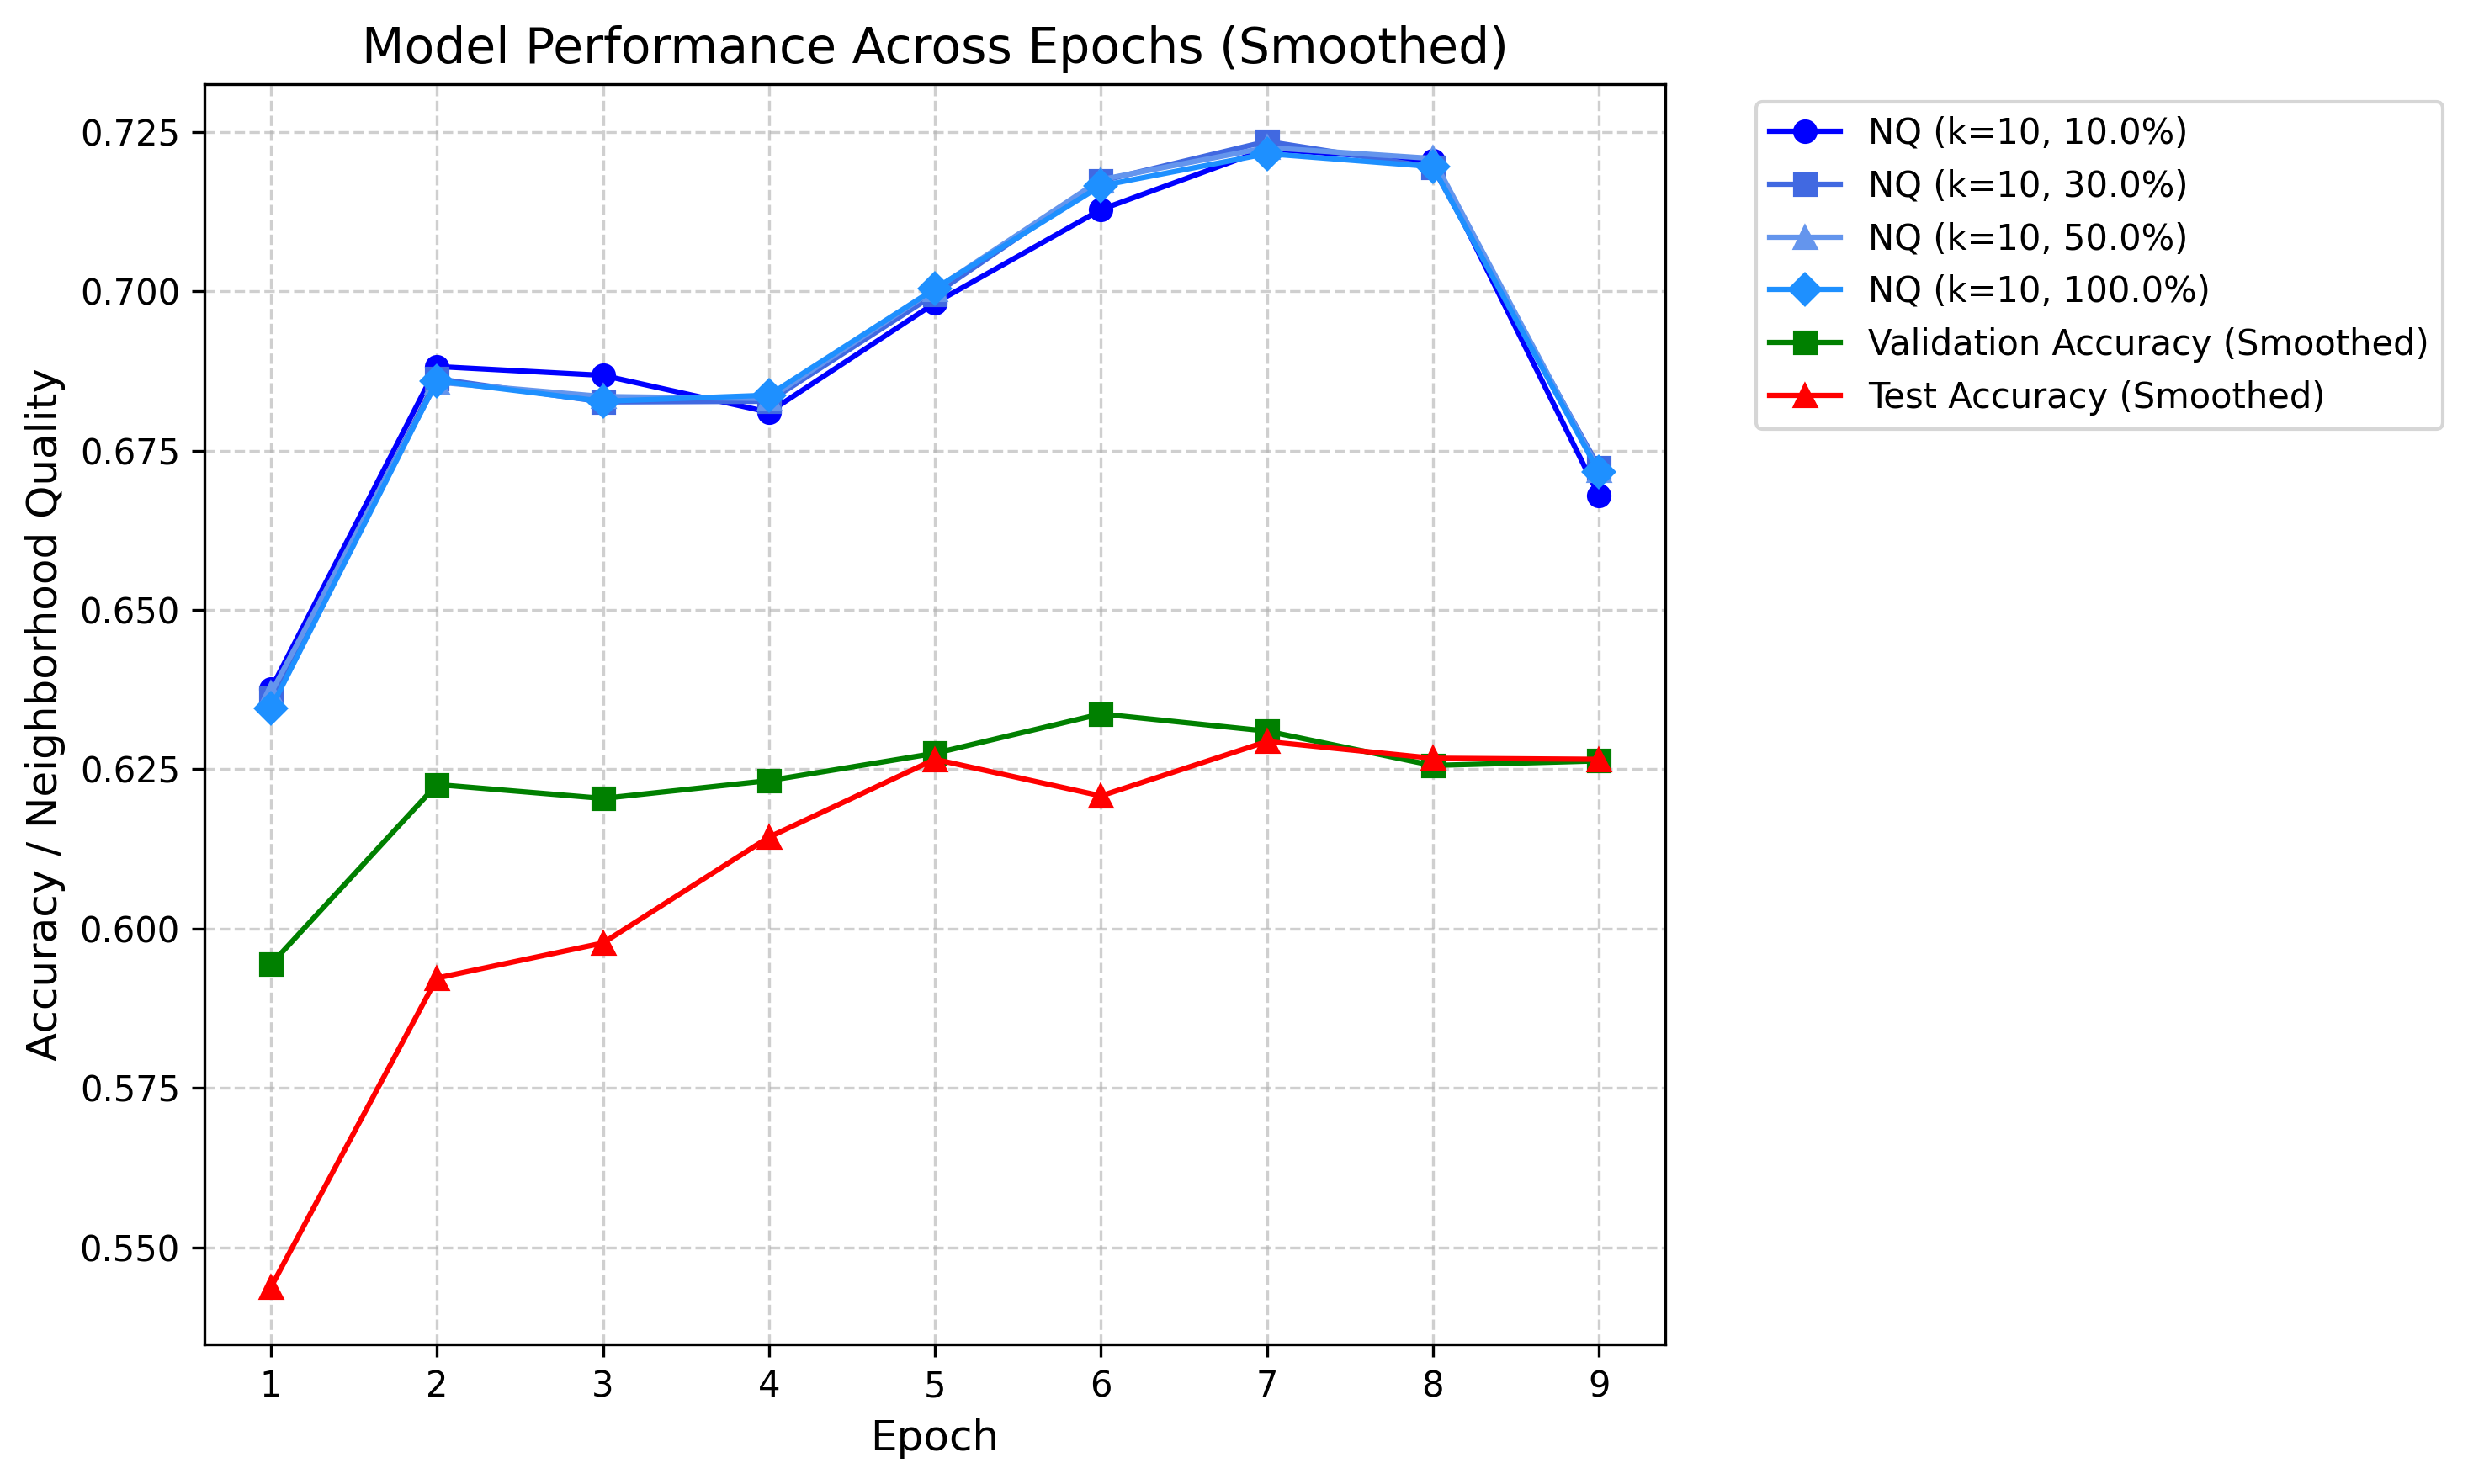 Model Performance Across Epochs (Smoothed)
Accuracy / Neighborhood Quality
0.725
0.700
0.675
0.650
0.625
0.600
0.575
0.550
1 2 3 4 5 6 7 8 9
Epoch
NQ (k=10, 10.0%)
NQ (k=10, 30.0%)
NQ (k=10, 50.0%)
NQ (k=10, 100.0%)
Validation Accuracy (Smoothed)
Test Accuracy (Smoothed)